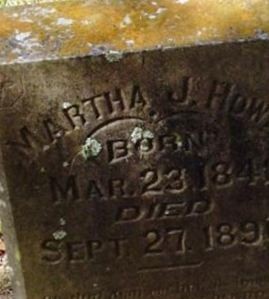 MARTHA. J. HOW
BORN
MAR. 23 184
DIED
SEPT. 27 189